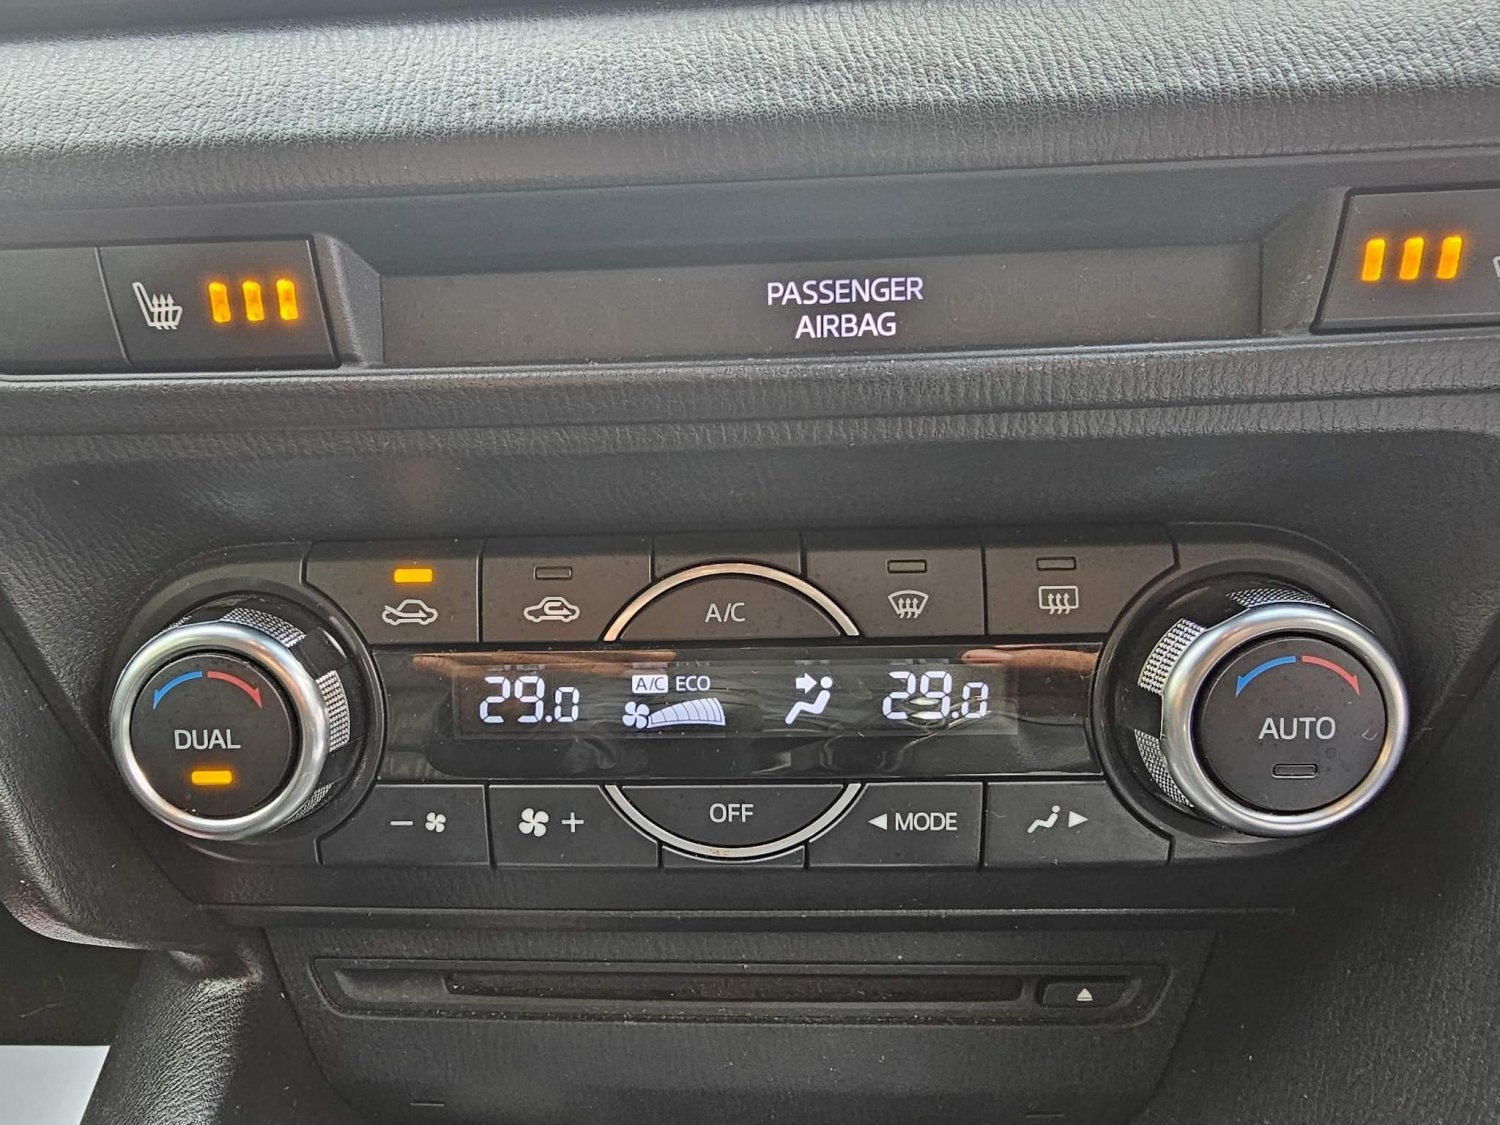 PASSENGER
AIRBAG
A/C
29.0
A/C ECO
29.0
DUAL
AUTO
OFF
MODE